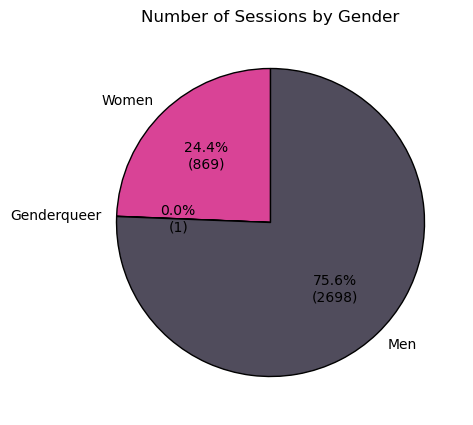 Number of Sessions by Gender
Women
24.4%
(869)
Genderqueer
0.0%
(1)
75.6%
(2698)
Men